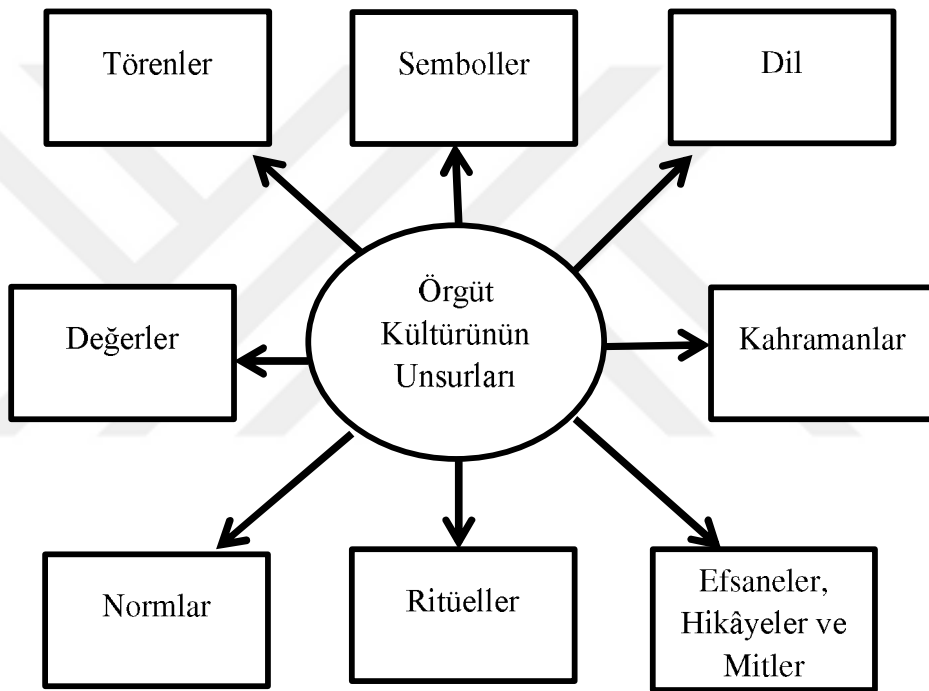 Törenler
Semboller
Dil
Örgüt
Kültürünün
Unsurları
Değerler
Kahramanlar
Normlar
Ritüeller
Efsaneler,
Hikâyeler ve
Mitler